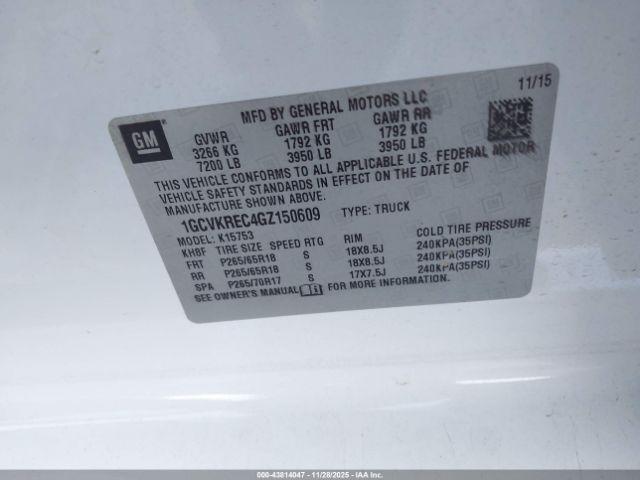 MFD BY GENERAL MOTORS LLC 11/15
GM
GVWR GAWR FRT GAWR RR
3266 KG 1792 KG 1792 KG
7200 LB 3950 LB 3950 LB
THIS VEHICLE CONFORMS TO ALL APPLICABLE U.S. FEDERAL MOTOR
VEHICLE SAFETY STANDARDS IN EFFECT ON THE DATE OF
MANUFACTURE SHOWN ABOVE.
1GCVKREC4GZ150609 TYPE: TRUCK
MODEL: K15753
KH8F TIRE SIZE SPEED RTG RIM COLD TIRE PRESSURE
FRT P265/65R18 S 18X8.5J 240KPA(35PSI)
RR P265/65R18 S 18X8.5J 240KPA(35PSI)
SPA P265/70R17 S 17X7.5J 240KPA(35PSI)
SEE OWNER'S MANUAL FOR MORE INFORMATION.
000-43814047 - 11/28/2025 - IAAI.COM